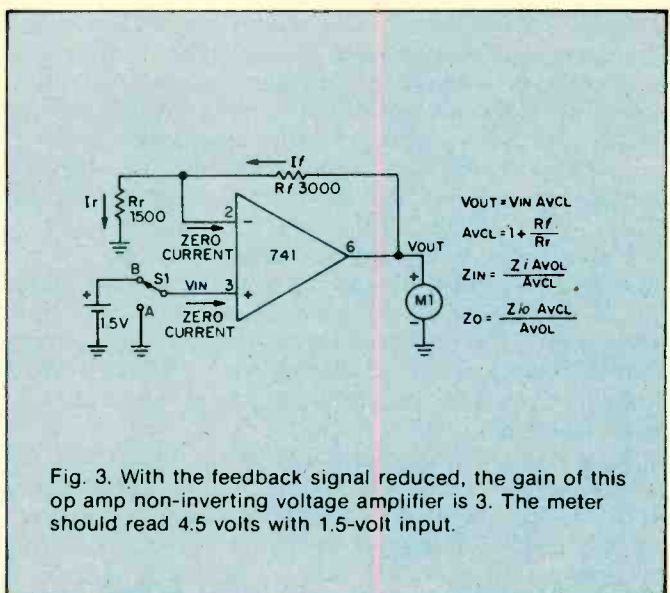 If
Rf 3000
Ir
Rr
1500
2
-
ZERO
CURRENT
741
6
VOUT
B
S1
VIN
3
+
A
ZERO
CURRENT
+
1.5V
+
M1
-
VOUT = VIN AVCL
AVCL = 1 + Rf/Rr
ZIN = Zi AVOL/AVCL
ZO = Zio AVCL/AVOL
Fig. 3. With the feedback signal reduced, the gain of this
op amp non-inverting voltage amplifier is 3. The meter
should read 4.5 volts with 1.5-volt input.